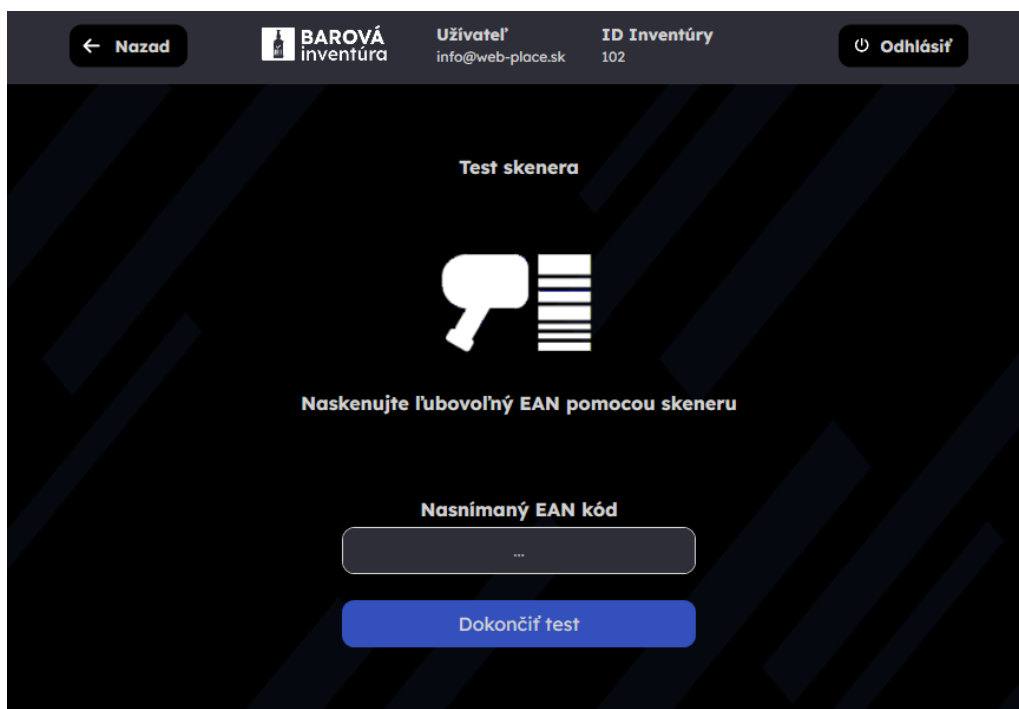 ← Nazad
BAROVÁ
inventúra
Užívateľ
info@web-place.sk
ID Inventúry
102
Odhlásiť
Test skenera
Naskenujte ľubovoľný EAN pomocou skeneru
Nasnímaný EAN kód
...
Dokončiť test